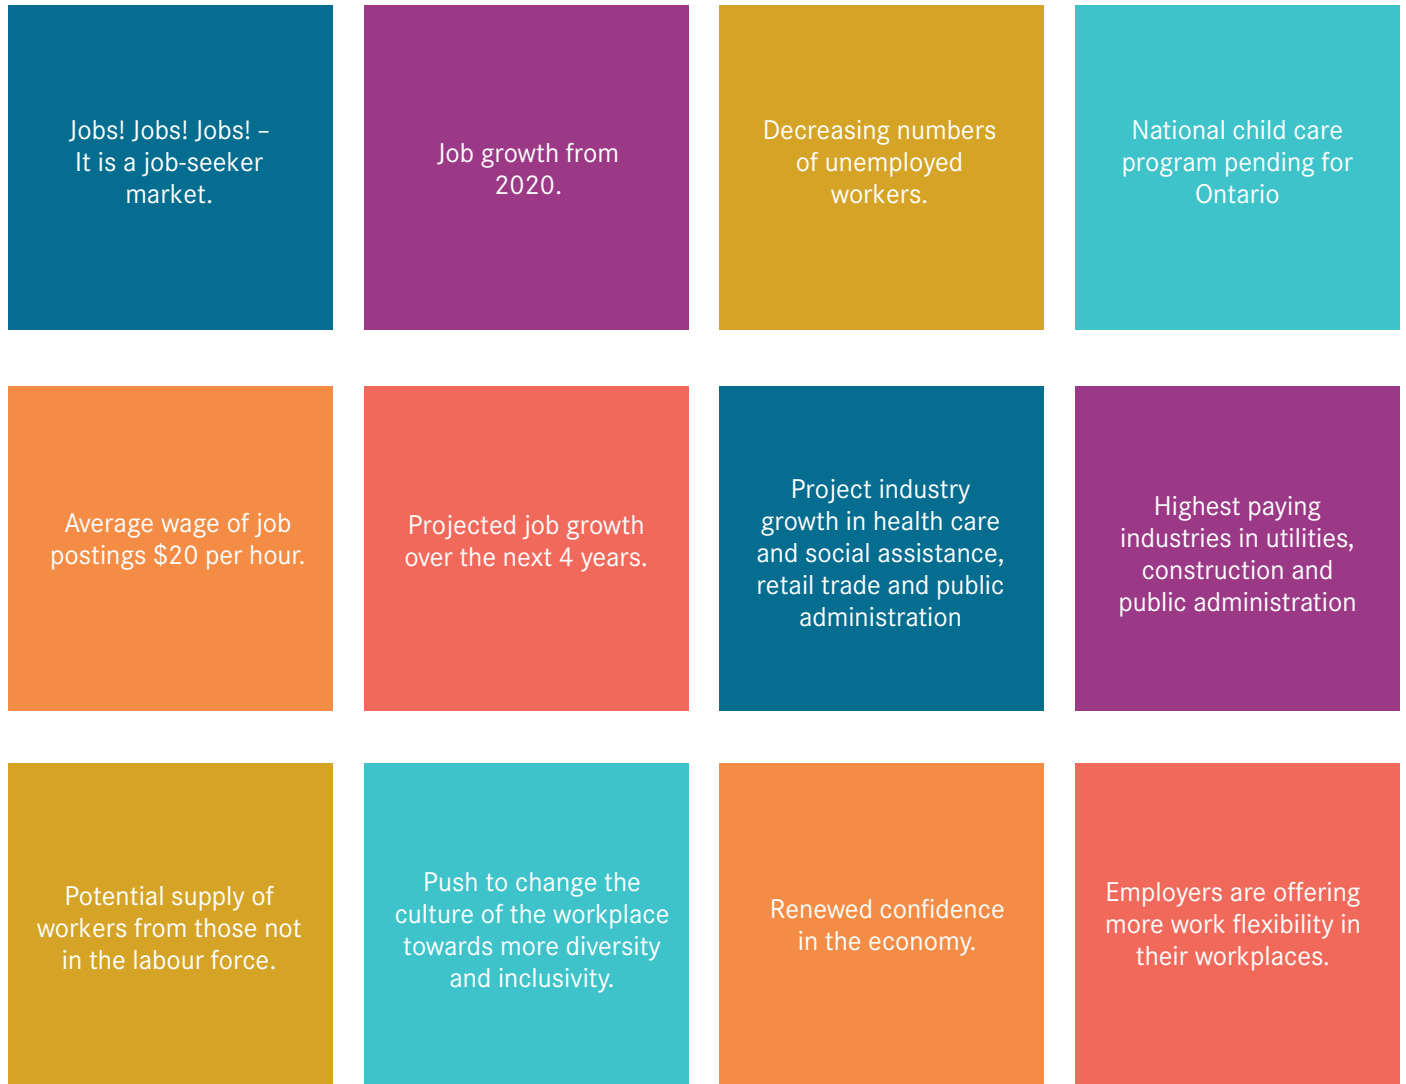 Jobs! Jobs! Jobs! –
It is a job-seeker
market.
Job growth from
2020.
Decreasing numbers
of unemployed
workers.
National child care
program pending for
Ontario
Average wage of job
postings $20 per hour.
Projected job growth
over the next 4 years.
Project industry
growth in health care
and social assistance,
retail trade and public
administration
Highest paying
industries in utilities,
construction and
public administration
Potential supply of
workers from those not
in the labour force.
Push to change the
culture of the workplace
towards more diversity
and inclusivity.
Renewed confidence
in the economy.
Employers are offering
more work flexibility in
their workplaces.